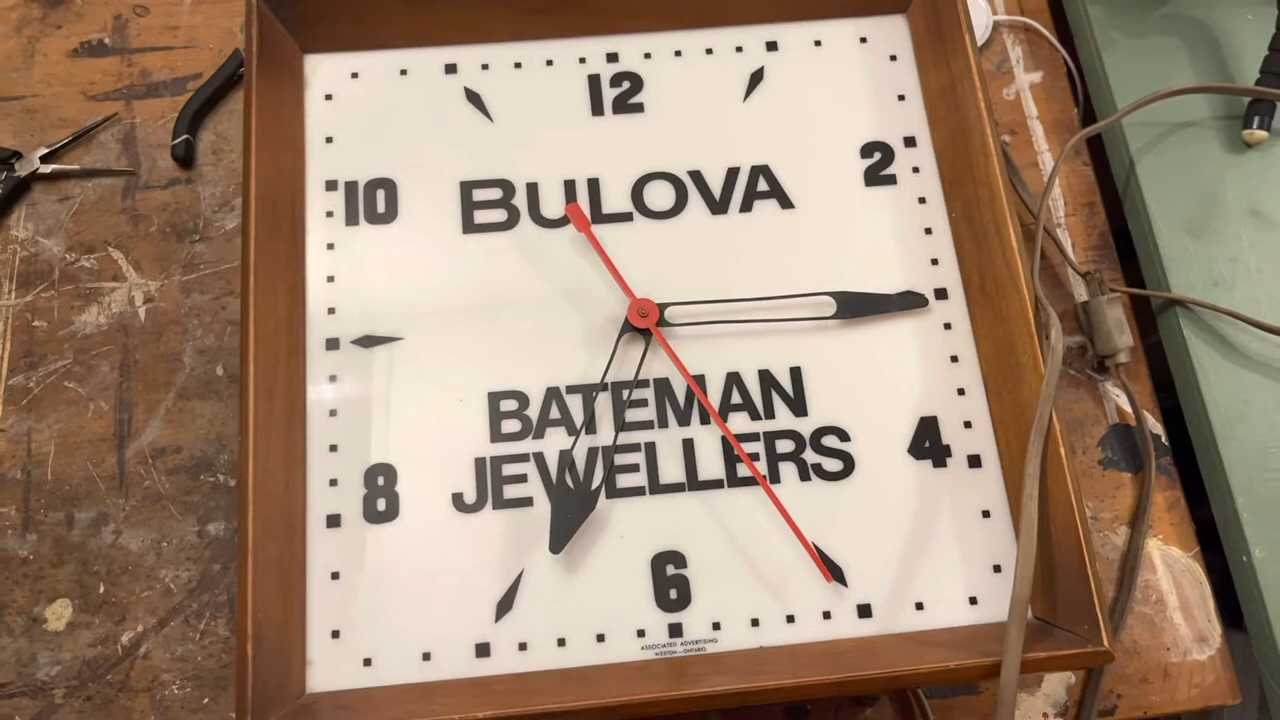 12
2
10
BULOVA
BATEMAN
JEWELLERS
4
8
6
ASSOCIATED ADVERTISING
WESTON—ONTARIO